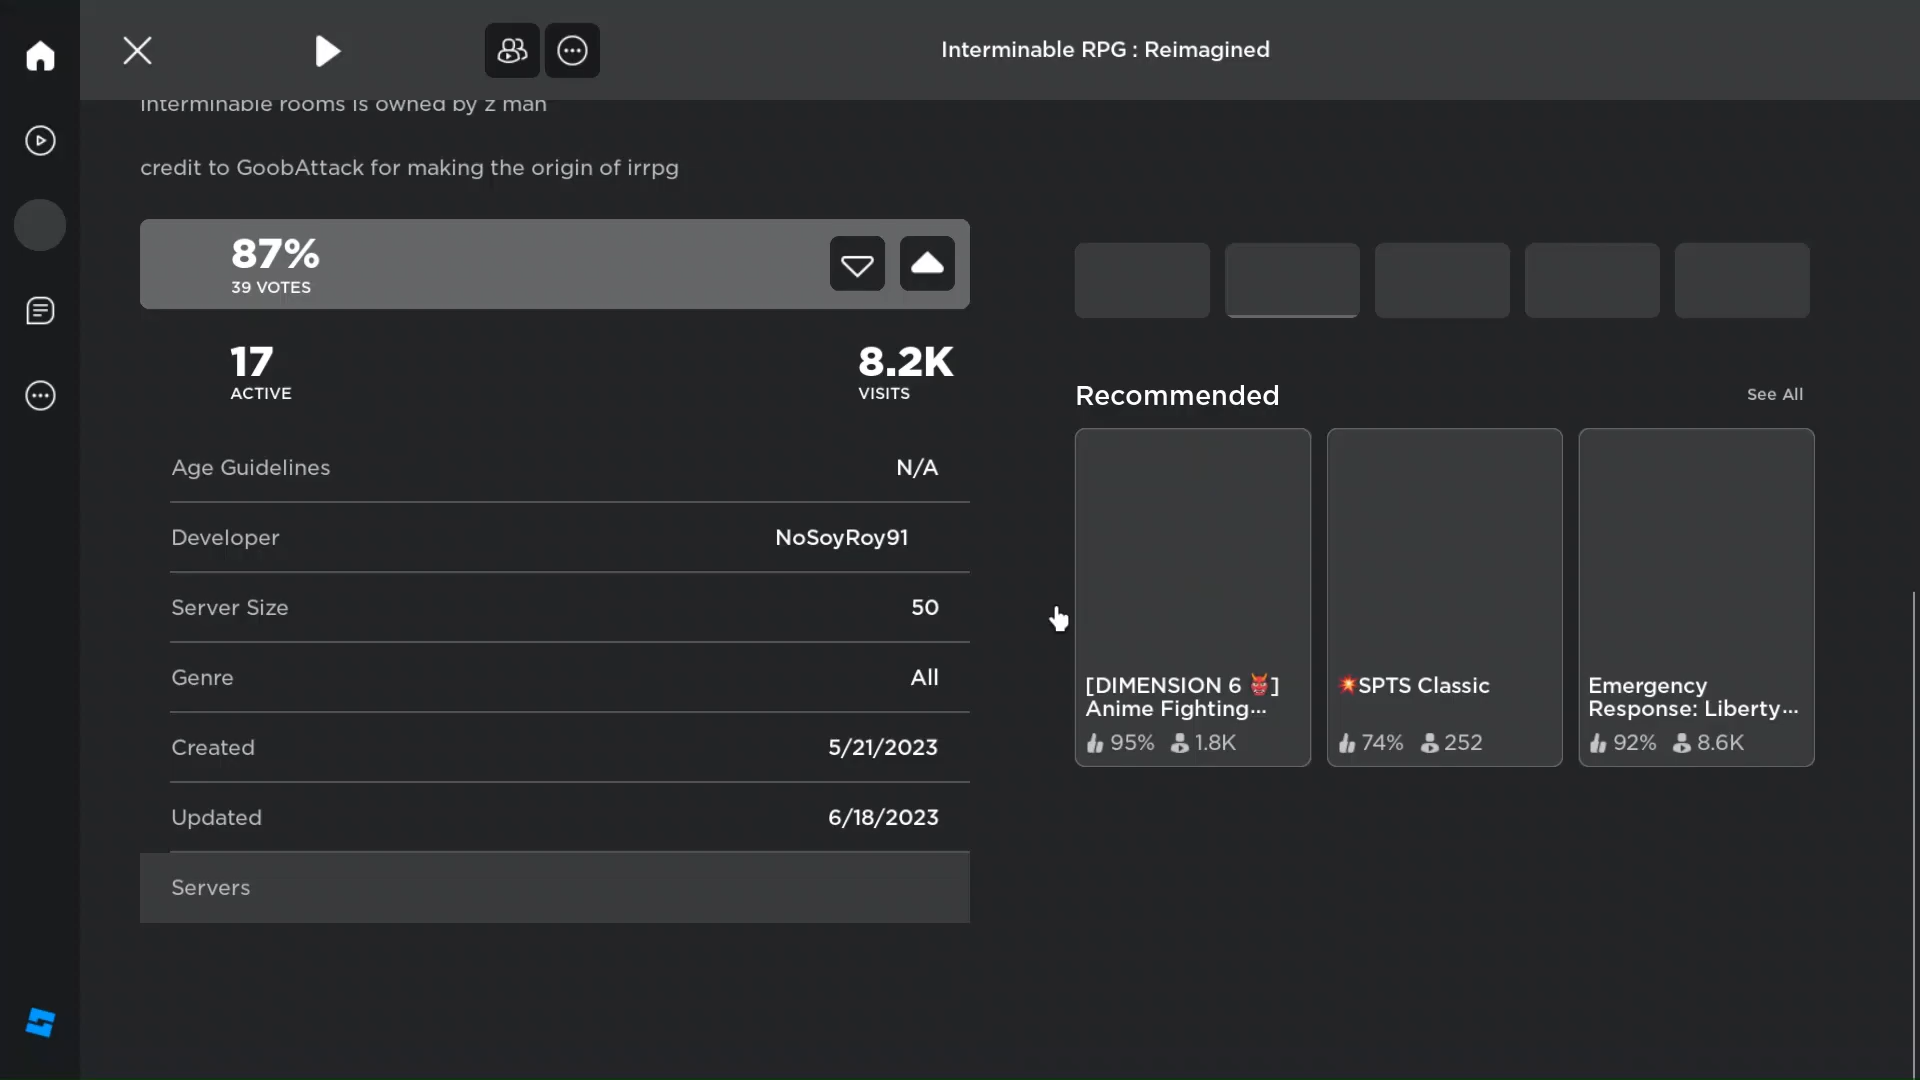 Interminable RPG : Reimagined
interminable rooms is owned by z man
credit to GoobAttack for making the origin of irrpg
87%
39 VOTES
17
ACTIVE
8.2K
VISITS
Age Guidelines
N/A
Developer
NoSoyRoy91
Server Size
50
Genre
All
Created
5/21/2023
Updated
6/18/2023
Servers
Recommended
See All
[DIMENSION 6 👹]
Anime Fighting...
95% 1.8K
💥SPTS Classic
74% 252
Emergency
Response: Liberty...
92% 8.6K